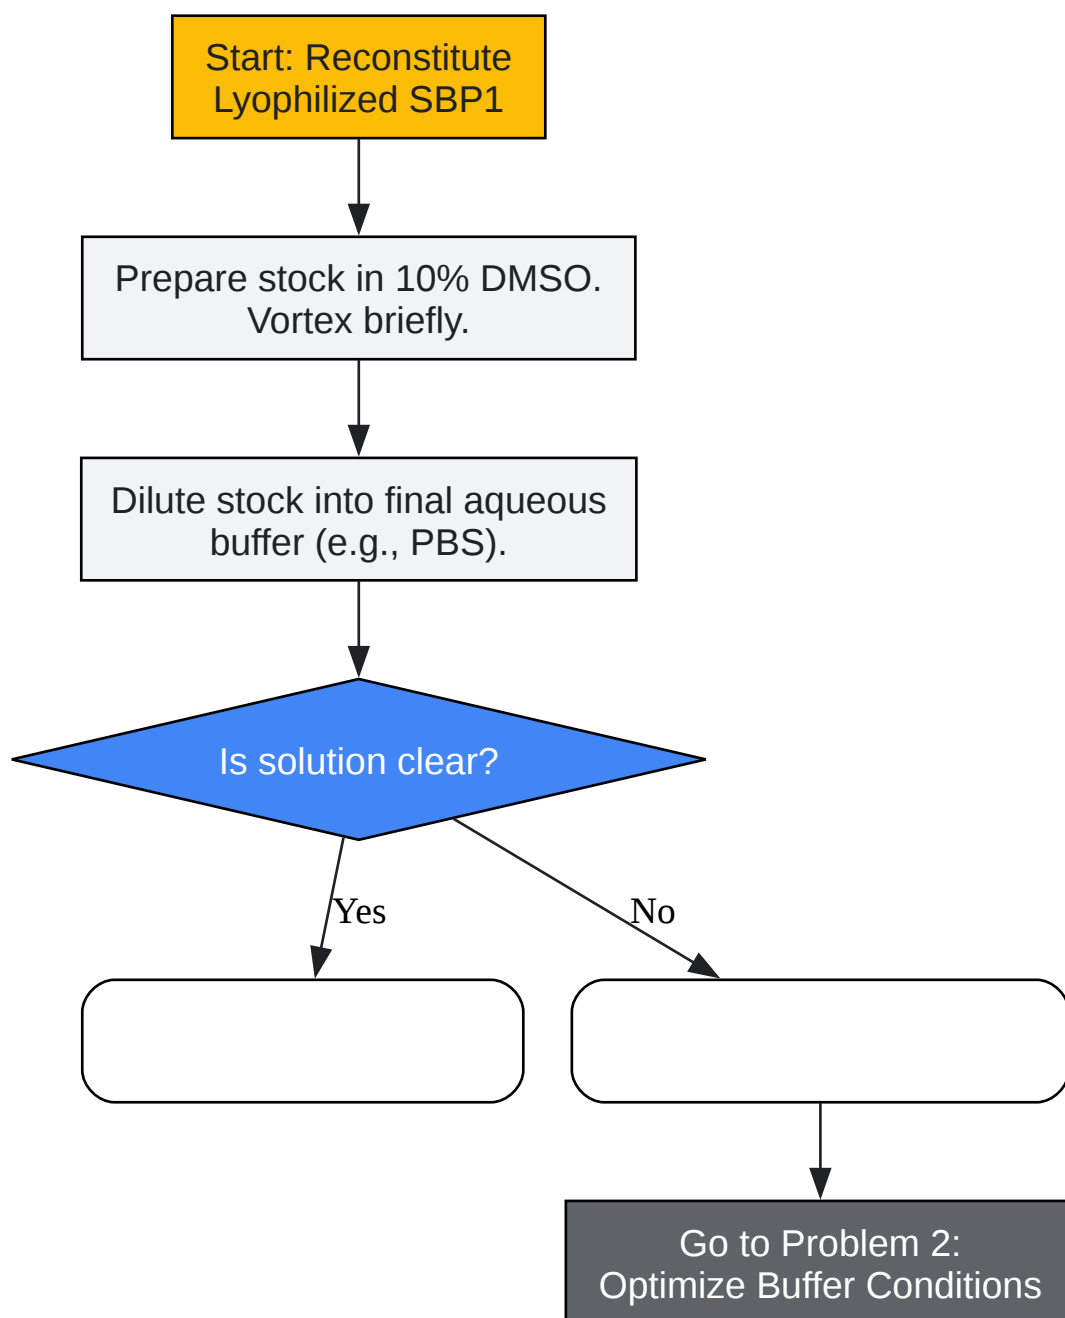 Start: Reconstitute
Lyophilized SBP1
Prepare stock in 10% DMSO.
Vortex briefly.
Dilute stock into final aqueous
buffer (e.g., PBS).
Is solution clear?
Yes
No
Go to Problem 2:
Optimize Buffer Conditions